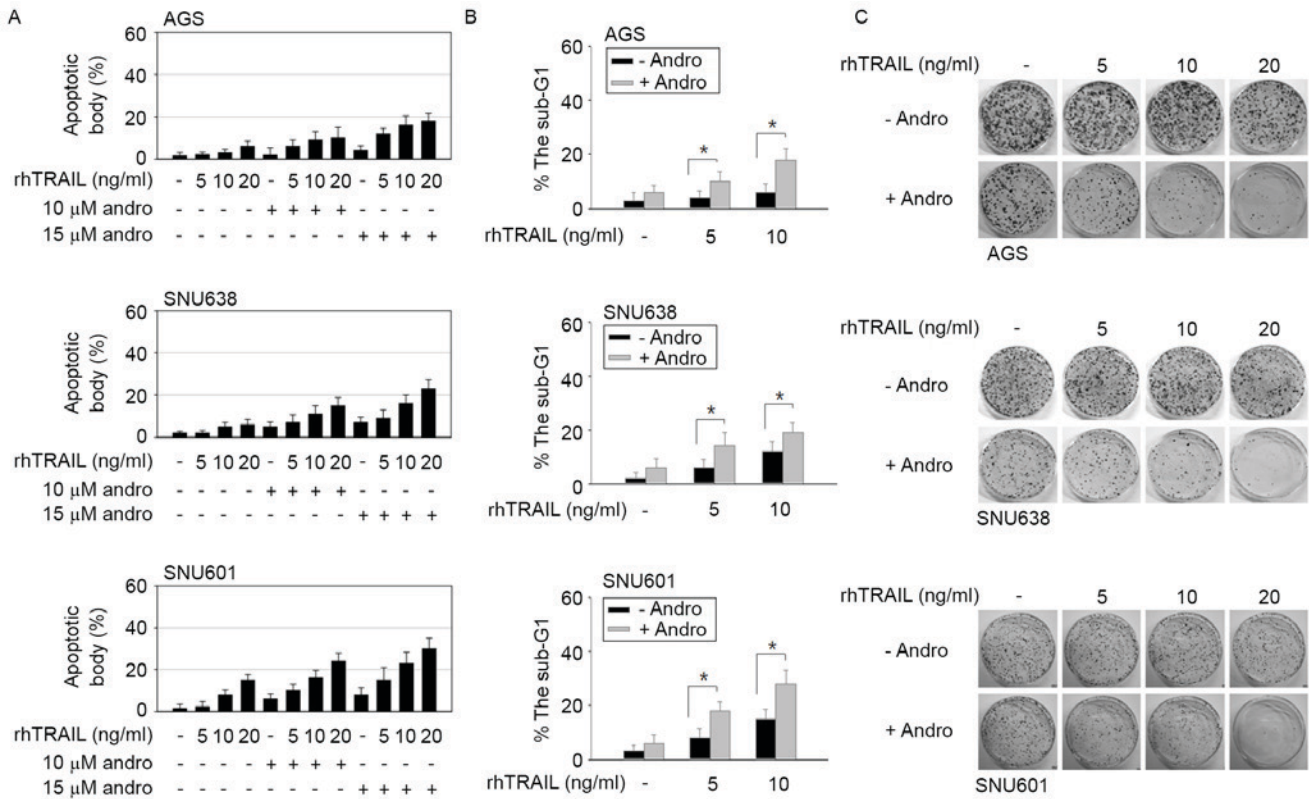 A
AGS
Apoptotic
body (%)
60
40
20
0
rhTRAIL (ng/ml) - 5 10 20 - 5 10 20 - 5 10 20
10 μM andro - - - - + + + + - - - -
15 μM andro - - - - - - - - + + + +
SNU638
Apoptotic
body (%)
60
40
20
0
rhTRAIL (ng/ml) - 5 10 20 - 5 10 20 - 5 10 20
10 μM andro - - - - + + + + - - - -
15 μM andro - - - - - - - - + + + +
SNU601
Apoptotic
body (%)
60
40
20
0
rhTRAIL (ng/ml) - 5 10 20 - 5 10 20 - 5 10 20
10 μM andro - - - - + + + + - - - -
15 μM andro - - - - - - - - + + + +
B
AGS
% The sub-G1
60
40
20
0
- Andro
+ Andro
* *
rhTRAIL (ng/ml) - 5 10
SNU638
% The sub-G1
60
40
20
0
- Andro
+ Andro
* *
rhTRAIL (ng/ml) - 5 10
SNU601
% The sub-G1
60
40
20
0
- Andro
+ Andro
* *
rhTRAIL (ng/ml) - 5 10
C
rhTRAIL (ng/ml) - 5 10 20
- Andro
+ Andro
AGS
rhTRAIL (ng/ml) - 5 10 20
- Andro
+ Andro
SNU638
rhTRAIL (ng/ml) - 5 10 20
- Andro
+ Andro
SNU601